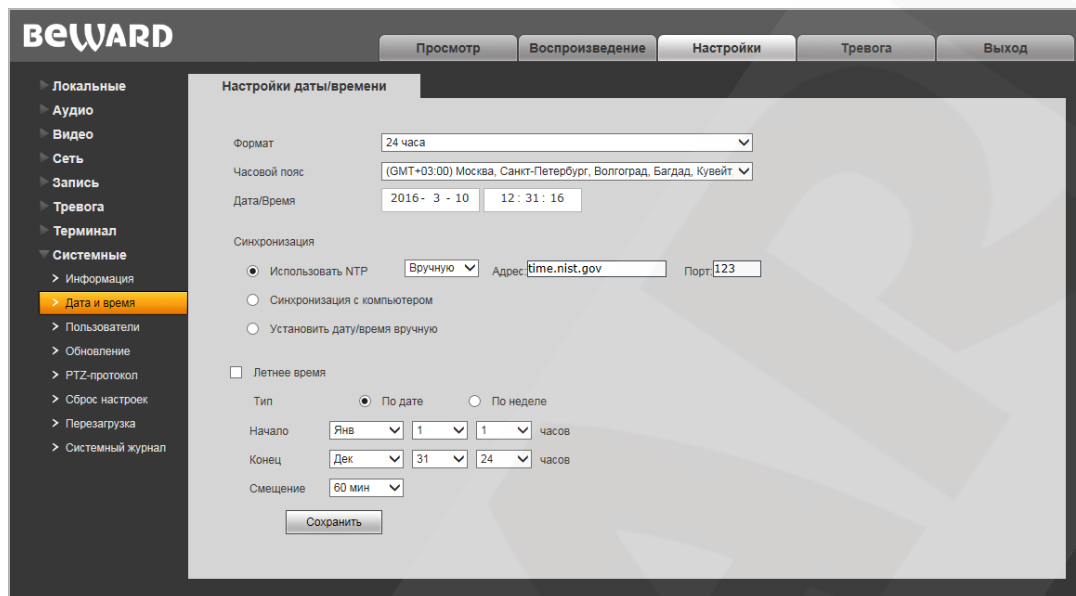 BEWARD
Просмотр Воспроизведение Настройки Тревога Выход
Локальные
Аудио
Видео
Сеть
Запись
Тревога
Терминал
Системные
Информация
Дата и время
Пользователи
Обновление
PTZ-протокол
Сброс настроек
Перезагрузка
Системный журнал
Настройки даты/времени
Формат 24 часа
Часовой пояс (GMT+03:00) Москва, Санкт-Петербург, Волгоград, Багдад, Кувейт
Дата/Время 2016- 3 - 10 12: 31: 16
Синхронизация
Использовать NTP Вручную Адрес: time.nist.gov Порт: 123
Синхронизация с компьютером
Установить дату/время вручную
Летнее время
Тип По дате По неделе
Начало Янв 1 1 часов
Конец Дек 31 24 часов
Смещение 60 мин
Сохранить